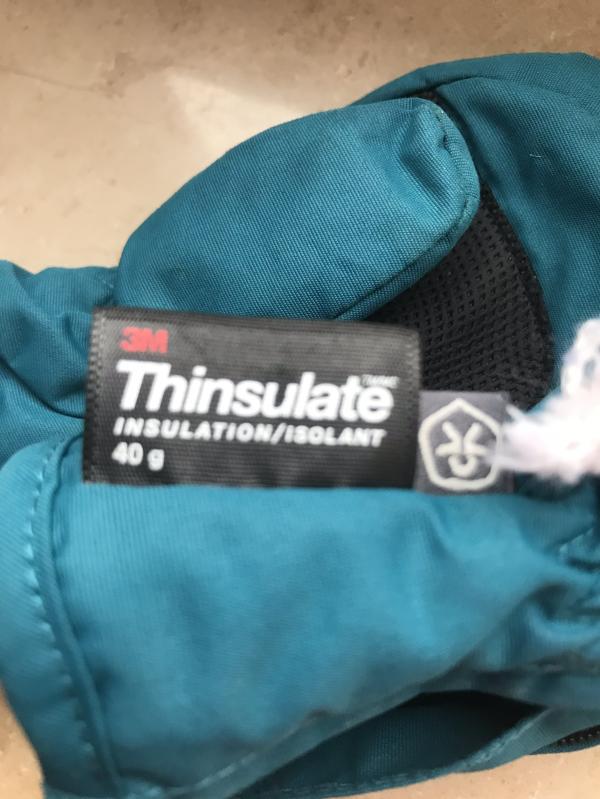 3M
Thinsulate
INSULATION/ISOLANT
40 g